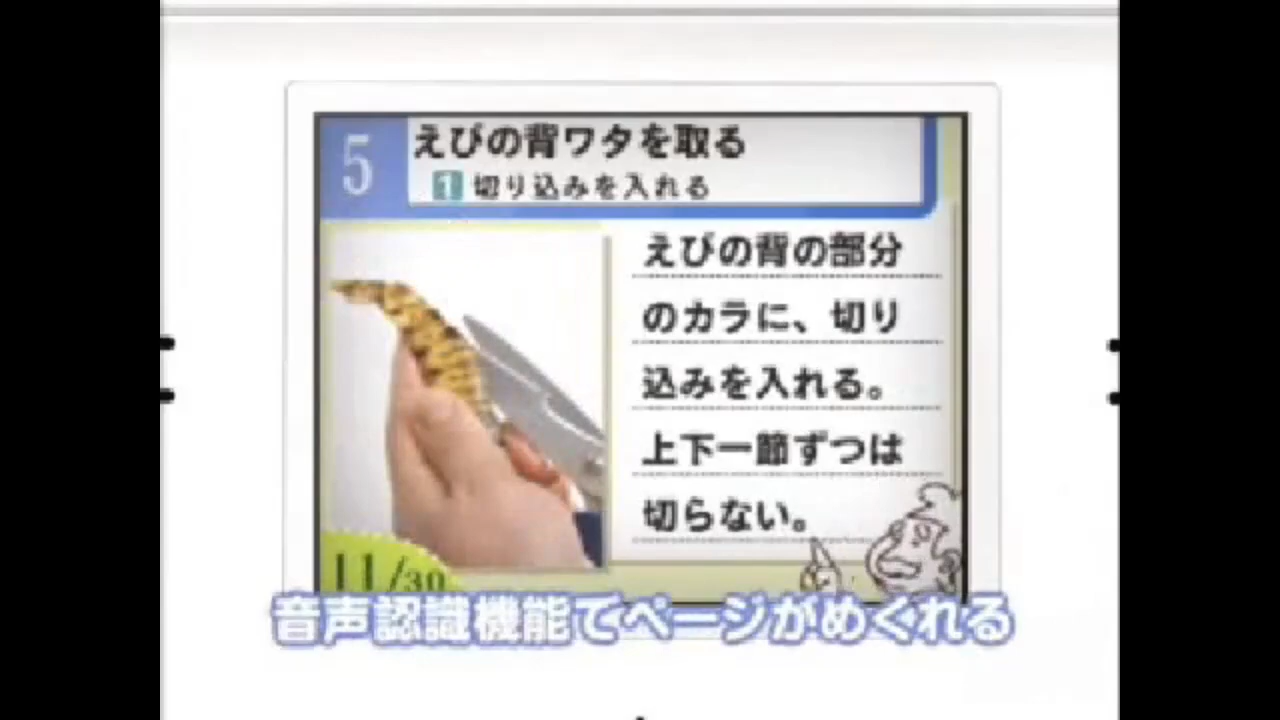 5
えびの背ワタを取る
1 切り込みを入れる
えびの背の部分
のカラに、切り
込みを入れる。
上下一節ずつは
切らない。
11/30
音声認識機能でページがめくれる